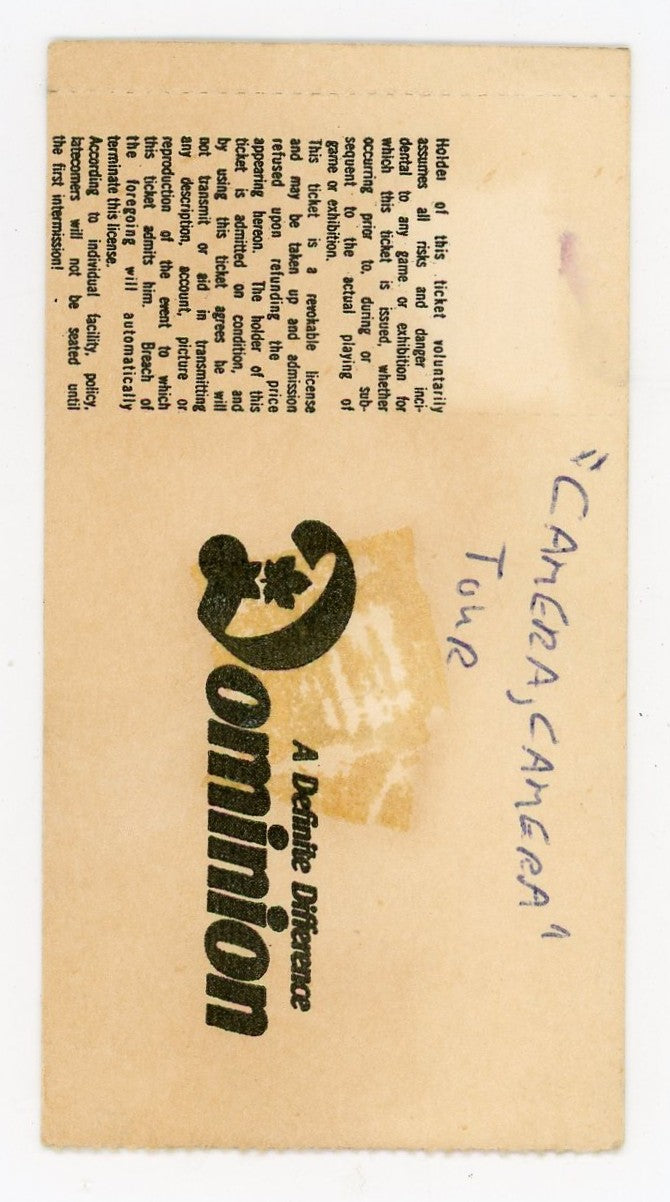 "CAMERA, CAMERA"
TOUR
Holder of this ticket voluntarily
assumes all risks and danger inci-
dental to any game or exhibition for
which this ticket is issued, whether
occurring prior to, during or sub-
sequent to the actual playing of
game or exhibition.
This ticket is a revokable license
and may be taken up and admission
refused upon refunding the price
appearing hereon. The holder of this
ticket is admitted on condition, and
by using this ticket agrees he will
not transmit or aid in transmitting
any description, account, picture or
reproduction of the event to which
this ticket admits him. Breach of
the foregoing will automatically
terminate this license.
According to individual facility, policy,
latecomers will not be seated until
the first intermission!
A Definite Difference
Dominion